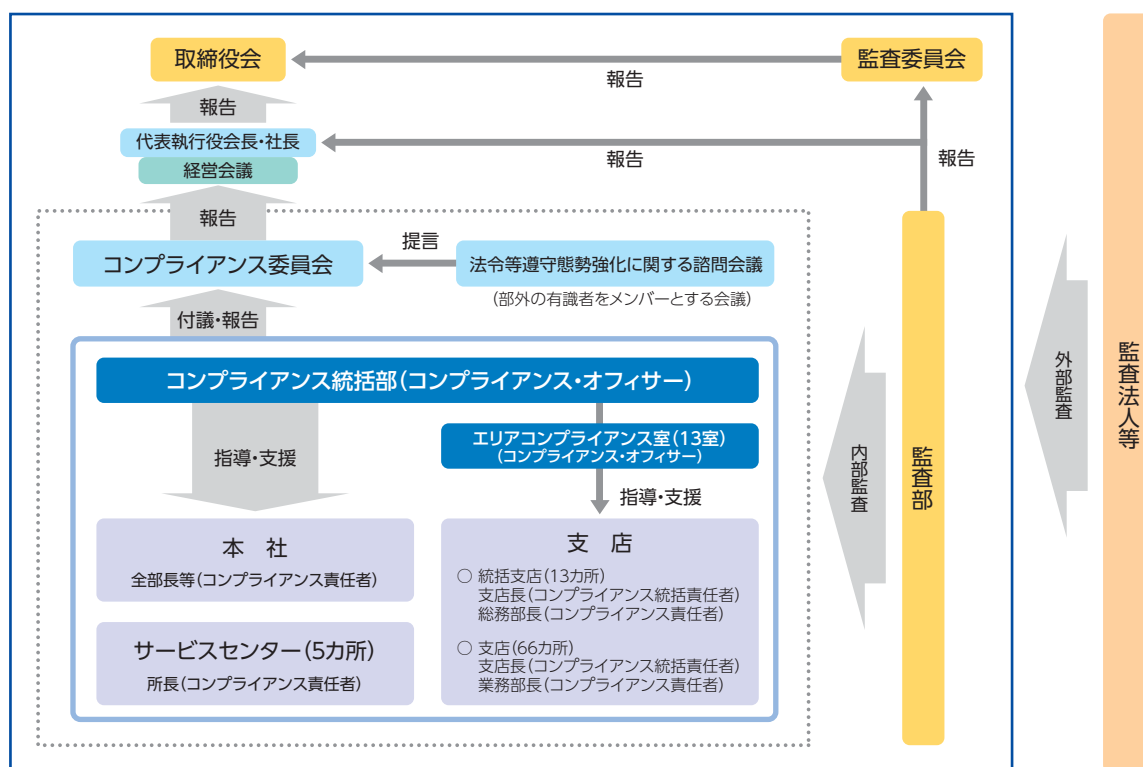 取締役会
監査委員会
報告
報告
代表執行役会長・社長
経営会議
報告
報告
報告
コンプライアンス委員会
提言
法令等遵守態勢強化に関する諮問会議
(部外の有識者をメンバーとする会議)
付議・報告
コンプライアンス統括部(コンプライアンス・オフィサー)
エリアコンプライアンス室(13室)
(コンプライアンス・オフィサー)
指導・支援
指導・支援
本　社
全部長等(コンプライアンス責任者)
サービスセンター(5カ所)
所長(コンプライアンス責任者)
支　店
○ 統括支店(13カ所)
支店長(コンプライアンス統括責任者)
総務部長(コンプライアンス責任者)
○ 支店(66カ所)
支店長(コンプライアンス統括責任者)
業務部長(コンプライアンス責任者)
内部監査
監査部
外部監査
監査法人等